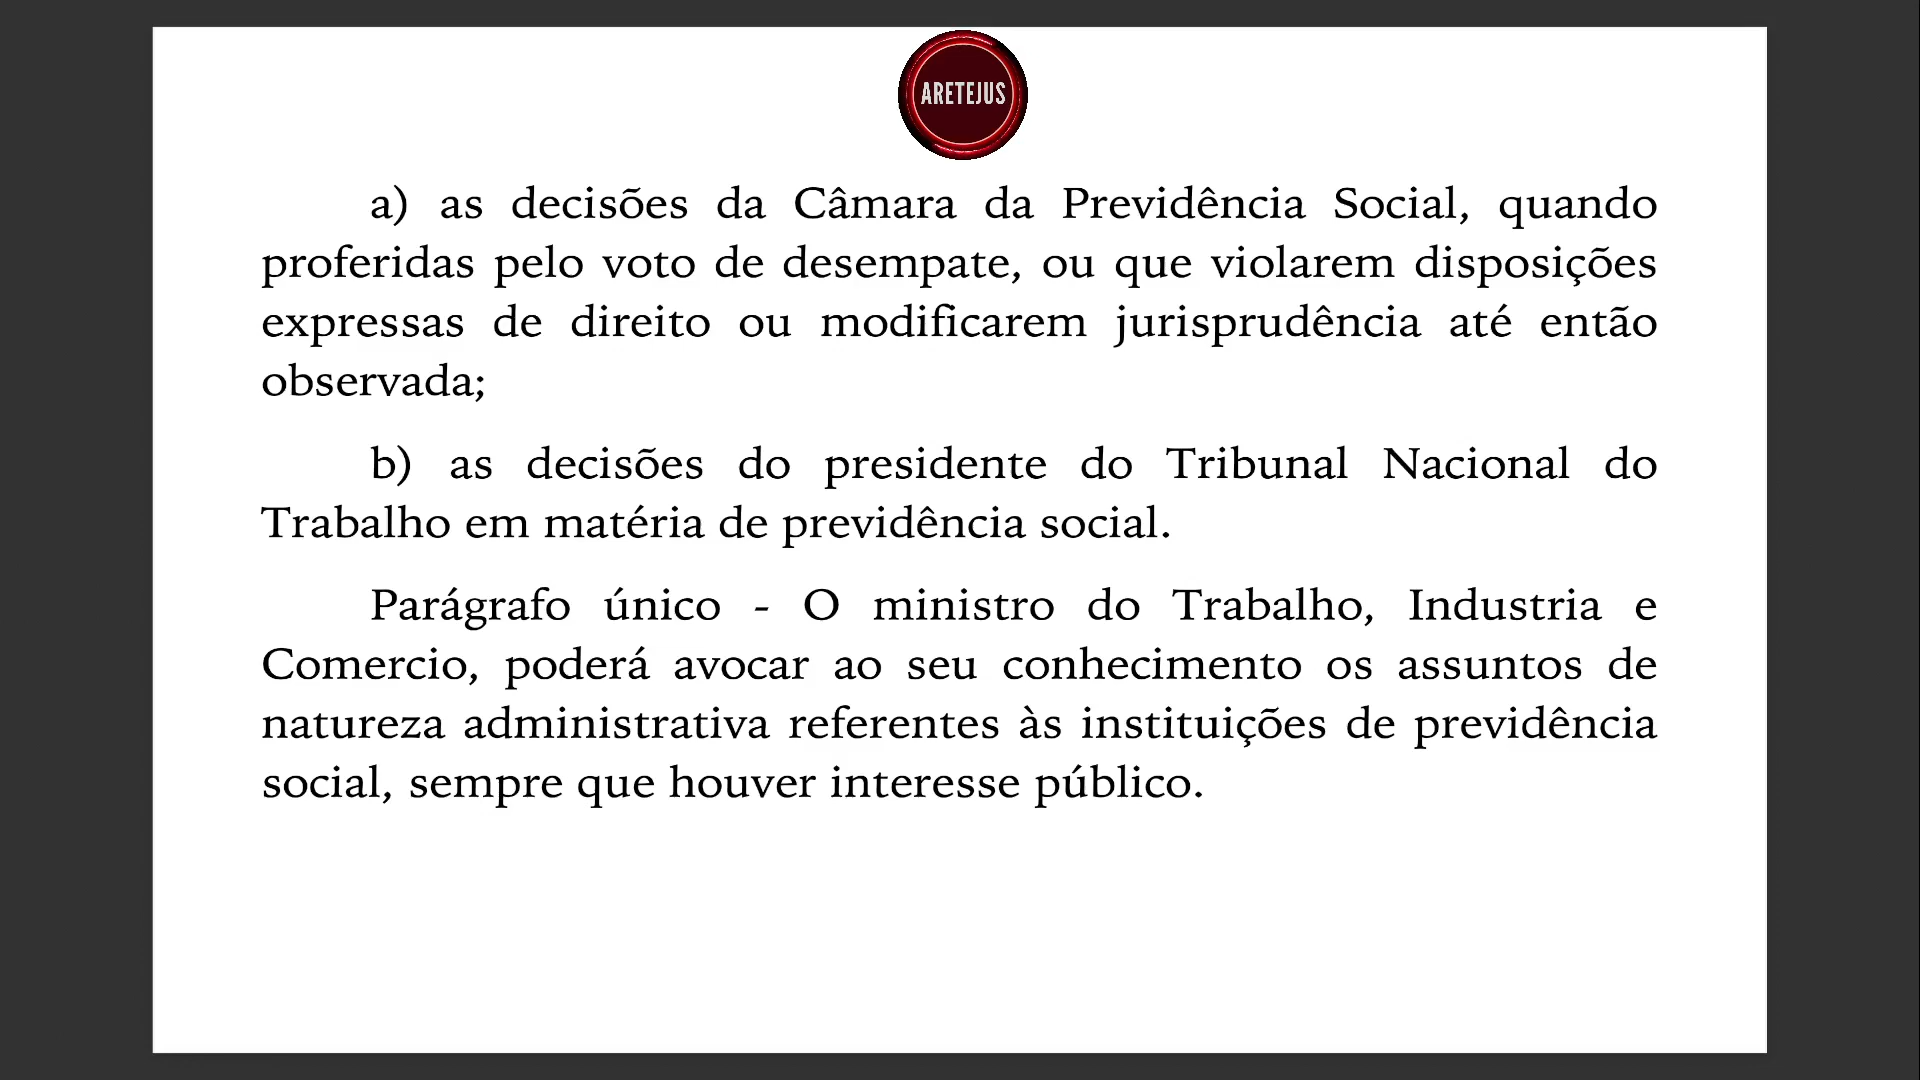 ARETEJUS
a) as decisões da Câmara da Previdência Social, quando
proferidas pelo voto de desempate, ou que violarem disposições
expressas de direito ou modificarem jurisprudência até então
observada;
b) as decisões do presidente do Tribunal Nacional do
Trabalho em matéria de previdência social.
Parágrafo único - O ministro do Trabalho, Industria e
Comercio, poderá avocar ao seu conhecimento os assuntos de
natureza administrativa referentes às instituições de previdência
social, sempre que houver interesse público.